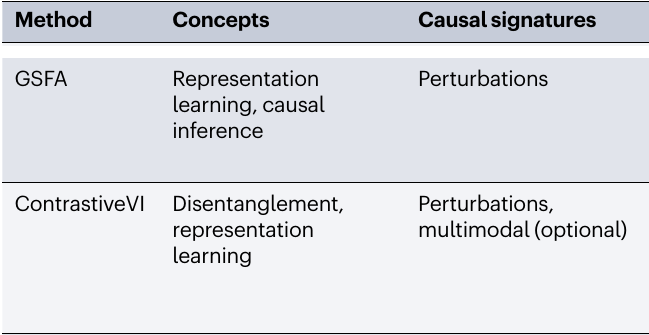 Method Concepts Causal signatures
GSFA Representation Perturbations
learning, causal
inference
ContrastiveVI Disentanglement, Perturbations,
representation multimodal (optional)
learning